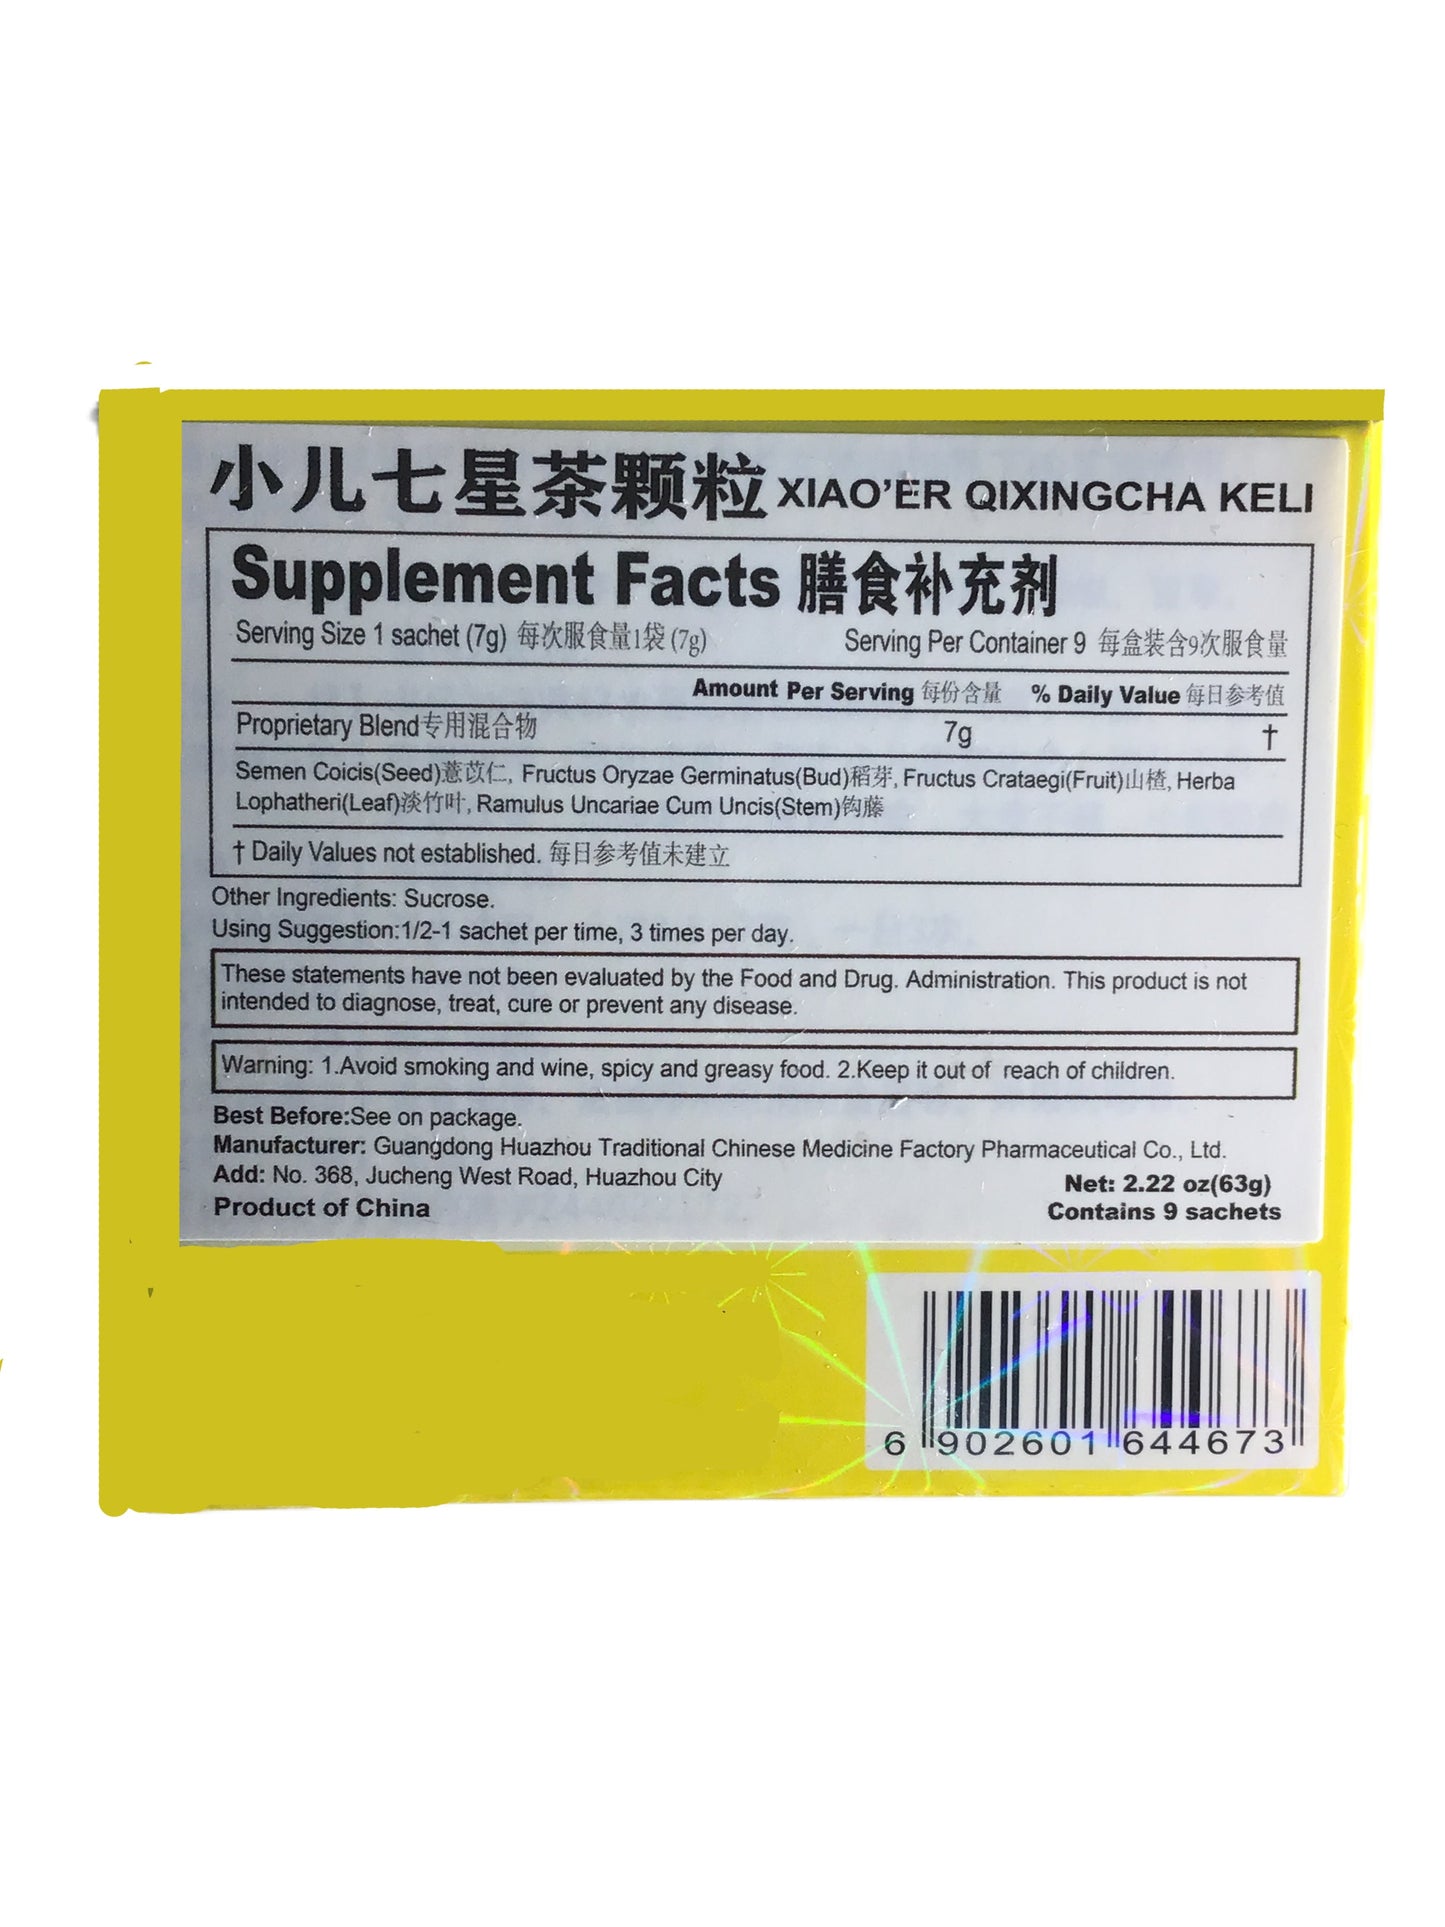 小儿七星茶颗粒 XIAO'ER QIXINGCHA KELI
Supplement Facts 膳食补充剂
Serving Size 1 sachet (7g) 每次服食量1袋 (7g) Serving Per Container 9 每盒装含9次服食量
Amount Per Serving 每份含量 % Daily Value 每日参考值
Proprietary Blend专用混合物 7g †
Semen Coicis(Seed)薏苡仁, Fructus Oryzae Germinatus(Bud)稻芽, Fructus Crataegi(Fruit)山楂, Herba
Lophatheri(Leaf)淡竹叶, Ramulus Uncariae Cum Uncis(Stem)钩藤
† Daily Values not established. 每日参考值未建立
Other Ingredients: Sucrose.
Using Suggestion:1/2-1 sachet per time, 3 times per day.
These statements have not been evaluated by the Food and Drug. Administration. This product is not
intended to diagnose, treat, cure or prevent any disease.
Warning: 1.Avoid smoking and wine, spicy and greasy food. 2.Keep it out of reach of children.
Best Before:See on package.
Manufacturer: Guangdong Huazhou Traditional Chinese Medicine Factory Pharmaceutical Co., Ltd.
Add: No. 368, Jucheng West Road, Huazhou City
Net: 2.22 oz(63g)
Product of China
Contains 9 sachets
6 902601 644673